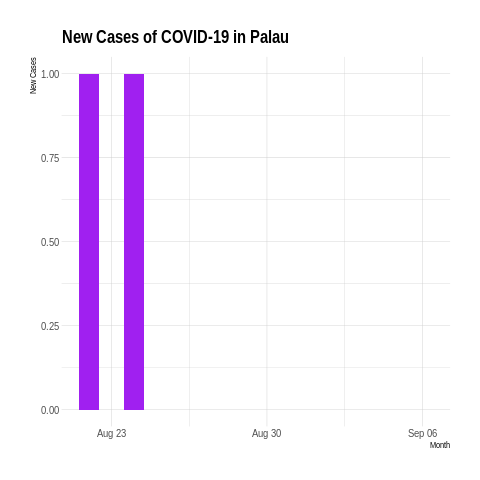 New Cases of COVID-19 in Palau
New Cases
1.00
0.75
0.50
0.25
0.00
Aug 23 Aug 30 Sep 06
Month